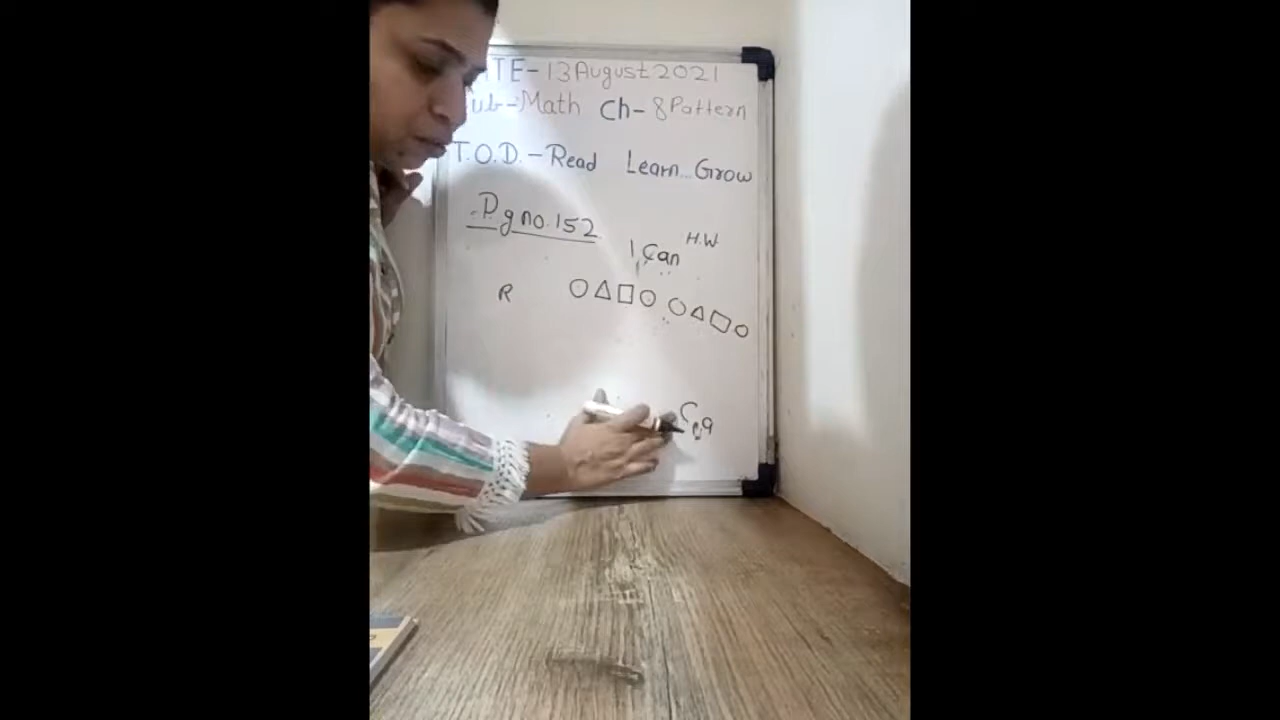 TE-13 August 2021
ub-Math Ch-8 Pattern
T.O.D.-Read Learn...Grow
Pg no.152
I Can H.W
R